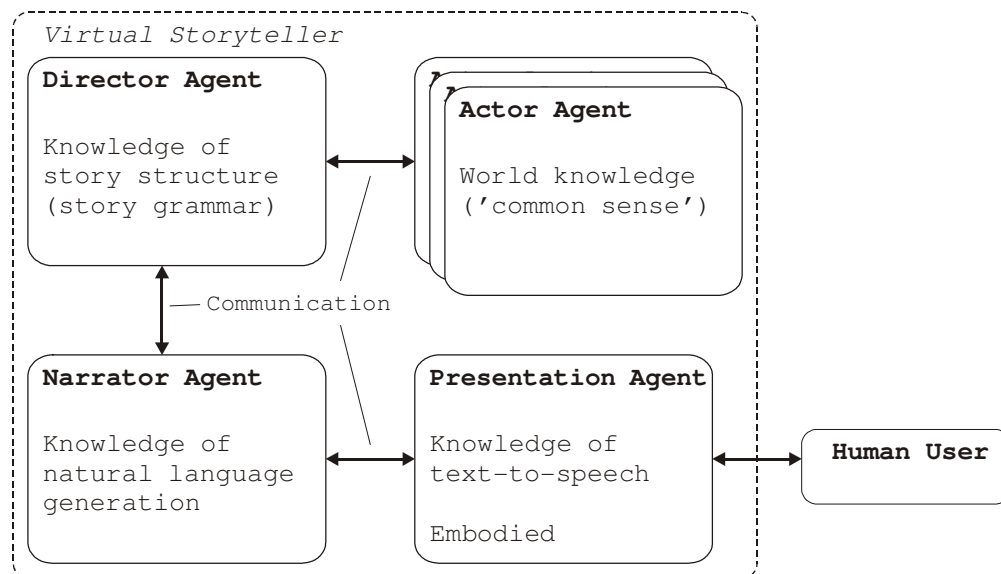 Virtual Storyteller
Director Agent
Knowledge of
story structure
(story grammar)
Actor Agent
World knowledge
('common sense')
Communication
Narrator Agent
Knowledge of
natural language
generation
Presentation Agent
Knowledge of
text-to-speech
Embodied
Human User